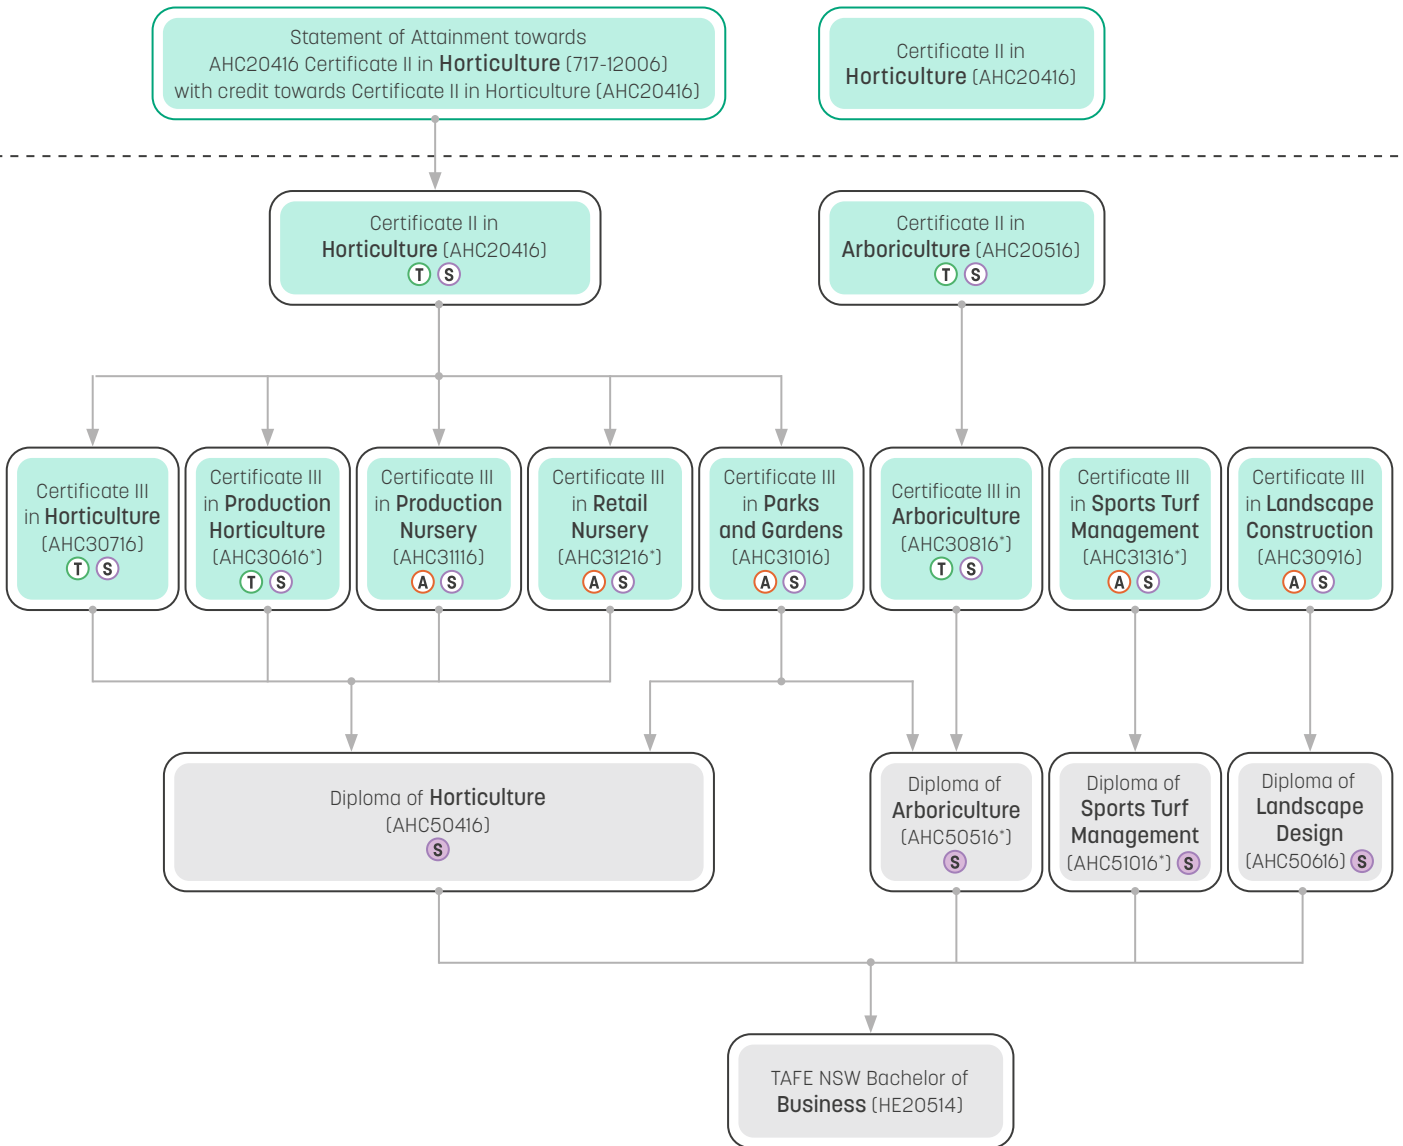 Statement of Attainment towards
AHC20416 Certificate II in Horticulture (717-12006)
with credit towards Certificate II in Horticulture (AHC20416)
Certificate II in
Horticulture (AHC20416)
Certificate II in
Horticulture (AHC20416)
T S
Certificate II in
Arboriculture (AHC20516)
T S
Certificate III
in Horticulture
(AHC30716)
T S
Certificate III
in Production
Horticulture
(AHC30616*)
T S
Certificate III
in Production
Nursery
(AHC31116)
A S
Certificate III
in Retail
Nursery
(AHC31216*)
A S
Certificate III
in Parks
and Gardens
(AHC31016)
A S
Certificate III in
Arboriculture
(AHC30816*)
T S
Certificate III
in Sports Turf
Management
(AHC31316*)
A S
Certificate III
in Landscape
Construction
(AHC30916)
A S
Diploma of Horticulture
(AHC50416)
S
Diploma of
Arboriculture
(AHC50516*)
S
Diploma of
Sports Turf
Management
(AHC51016*) S
Diploma of
Landscape
Design
(AHC50616) S
TAFE NSW Bachelor of
Business (HE20514)